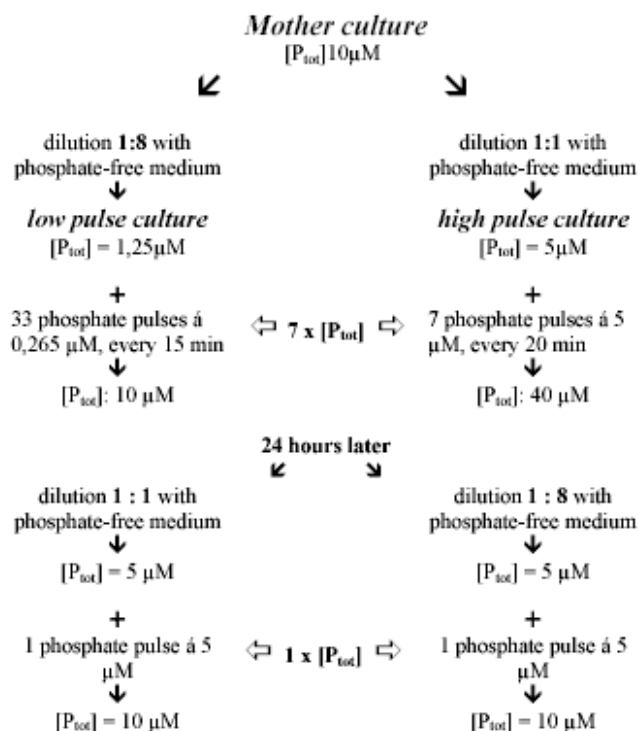 Mother culture
[Ptot]10µM
dilution 1:8 with
phosphate-free medium
low pulse culture
[Ptot] = 1,25µM
+
33 phosphate pulses á
0,265 µM, every 15 min
[Ptot]: 10 µM
dilution 1:1 with
phosphate-free medium
high pulse culture
[Ptot] = 5µM
+
7 phosphate pulses á 5
µM, every 20 min
[Ptot]: 40 µM
7 x [Ptot]
24 hours later
dilution 1 : 1 with
phosphate-free medium
[Ptot] = 5 µM
+
1 phosphate pulse á 5
µM
[Ptot] = 10 µM
dilution 1 : 8 with
phosphate-free medium
[Ptot] = 5 µM
+
1 phosphate pulse á 5
µM
[Ptot] = 10 µM
1 x [Ptot]